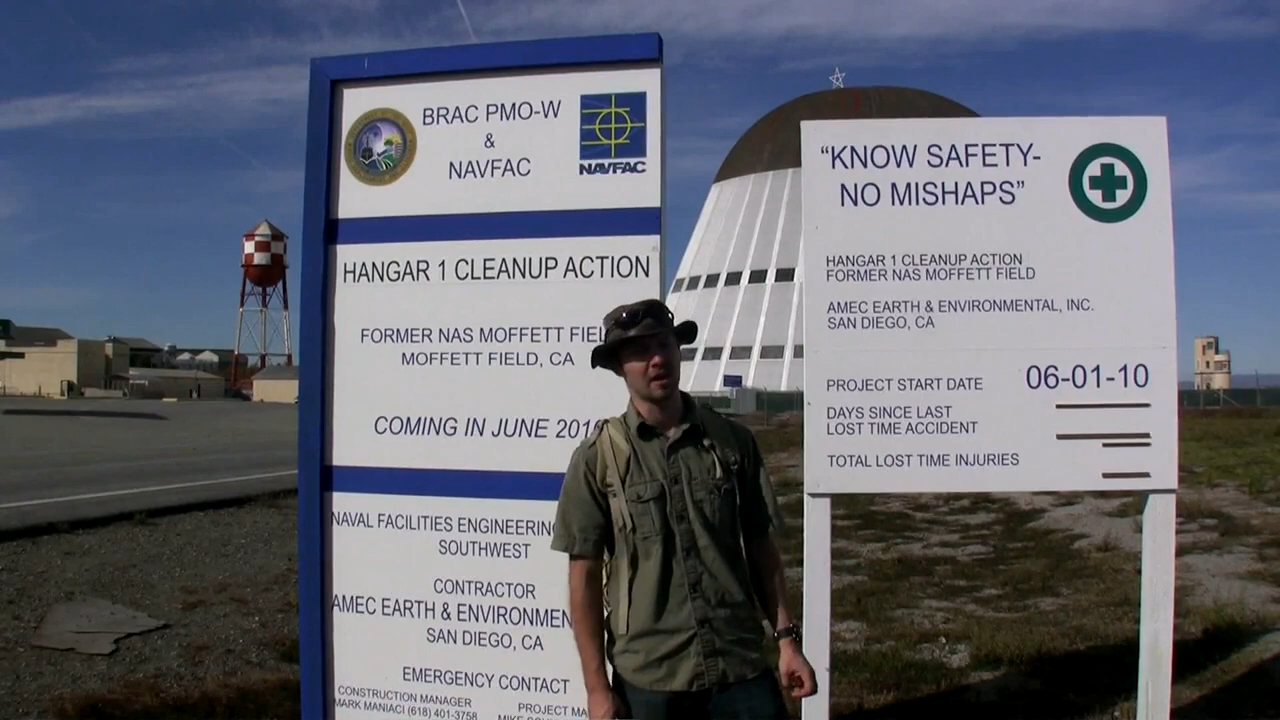 BRAC PMO-W
&
NAVFAC
NAVFAC
HANGAR 1 CLEANUP ACTION
FORMER NAS MOFFETT FIEL
MOFFETT FIELD, CA
COMING IN JUNE 2010
NAVAL FACILITIES ENGINEERING
SOUTHWEST
CONTRACTOR
AMEC EARTH & ENVIRONMEN
SAN DIEGO, CA
EMERGENCY CONTACT
CONSTRUCTION MANAGER
MARK MANIACI (618) 401-3758
PROJECT MA
MIKE
"KNOW SAFETY-
NO MISHAPS"
HANGAR 1 CLEANUP ACTION
FORMER NAS MOFFETT FIELD
AMEC EARTH & ENVIRONMENTAL, INC.
SAN DIEGO, CA
PROJECT START DATE 06-01-10
DAYS SINCE LAST
LOST TIME ACCIDENT
TOTAL LOST TIME INJURIES